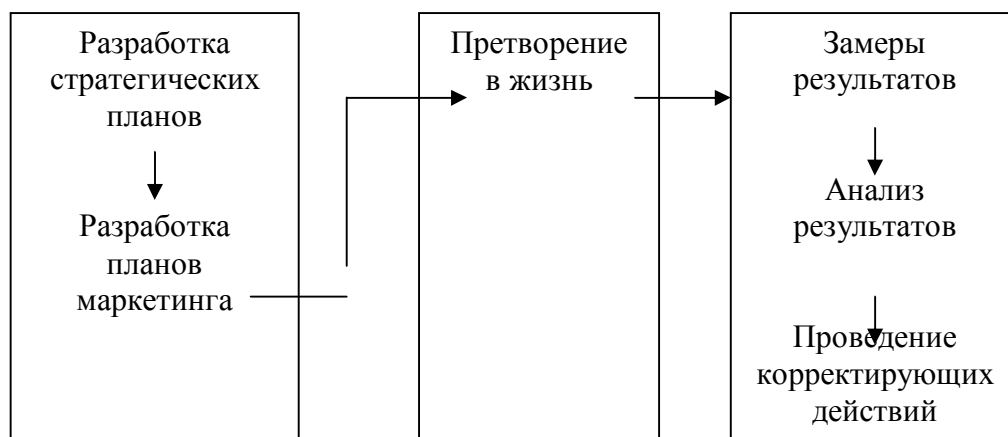 Разработка
стратегических
планов
Разработка
планов
маркетинга
Претворение
в жизнь
Замеры
результатов
Анализ
результатов
Проведение
корректирующих
действий